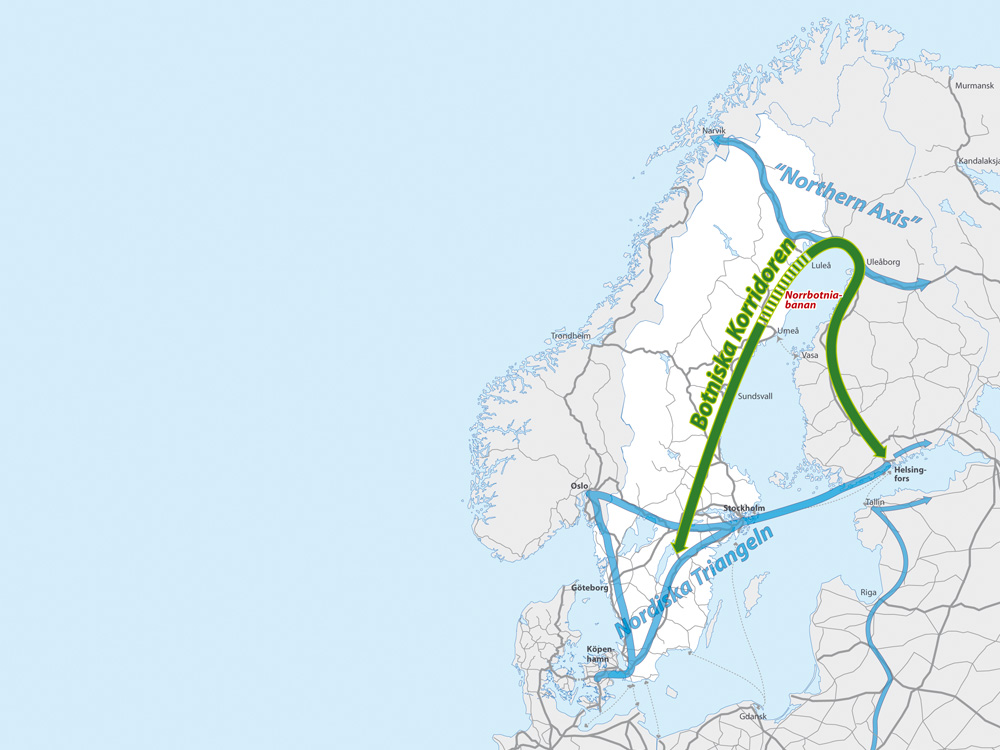 Murmansk
Narvik
Kandalaksj
"Northern Axis"
Uleåborg
Luleå
Botniska Korridoren
Norrbotnia-
banan
Umeå
Trondheim
Vasa
Sundsvall
Helsing-
fors
Oslo
Tallin
Stockholm
Nordiska Triangeln
Göteborg
Riga
Köpen-
hamn
Gdansk